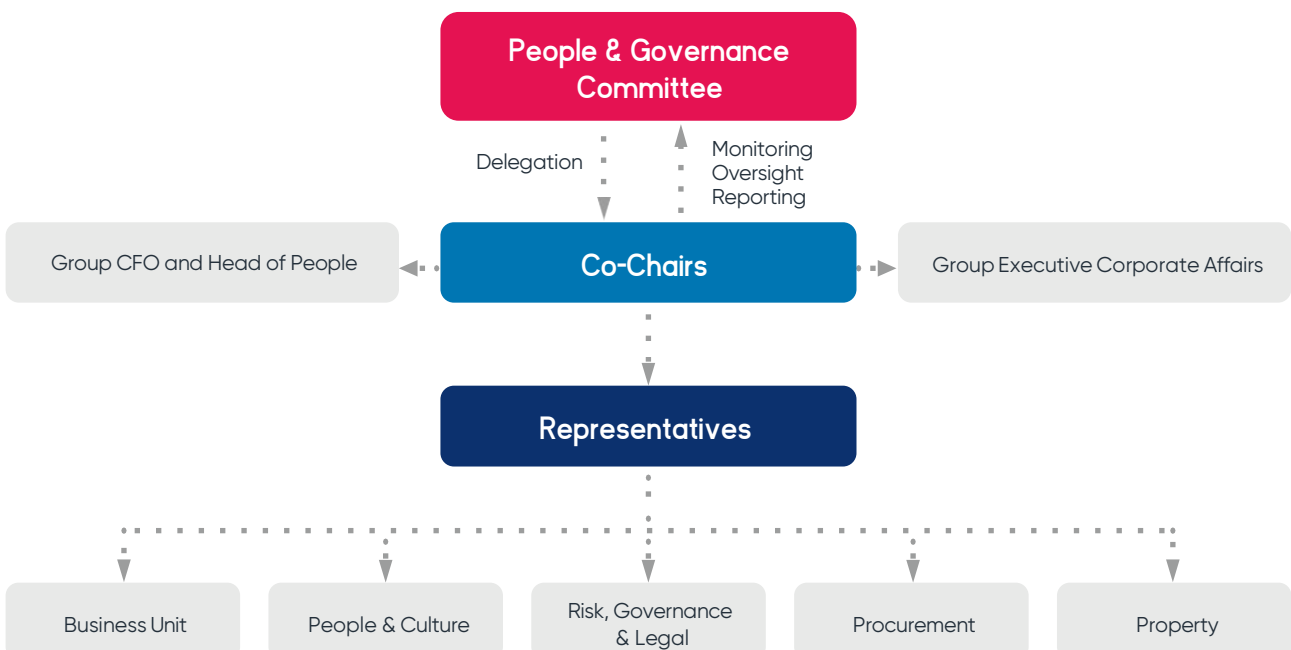 People & Governance
Committee
Delegation
Monitoring
Oversight
Reporting
Group CFO and Head of People
Co-Chairs
Group Executive Corporate Affairs
Representatives
Business Unit
People & Culture
Risk, Governance
& Legal
Procurement
Property